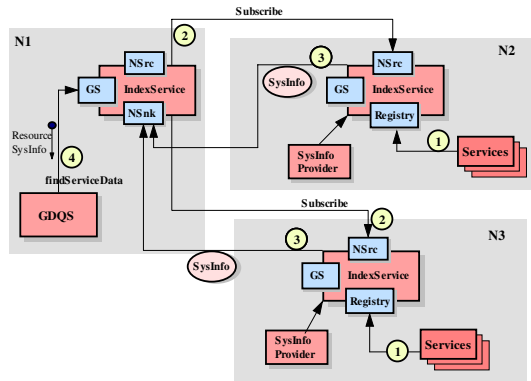 Subscribe
N1
2
N2
NSrc
NSrc
3
GS
IndexService
SysInfo
GS
IndexService
NSnk
Registry
Resource
SysInfo
1
4
SysInfo
Provider
Services
findServiceData
GDQS
Subscribe
2
N3
3
NSrc
SysInfo
GS
IndexService
Registry
SysInfo
Provider
1
Services